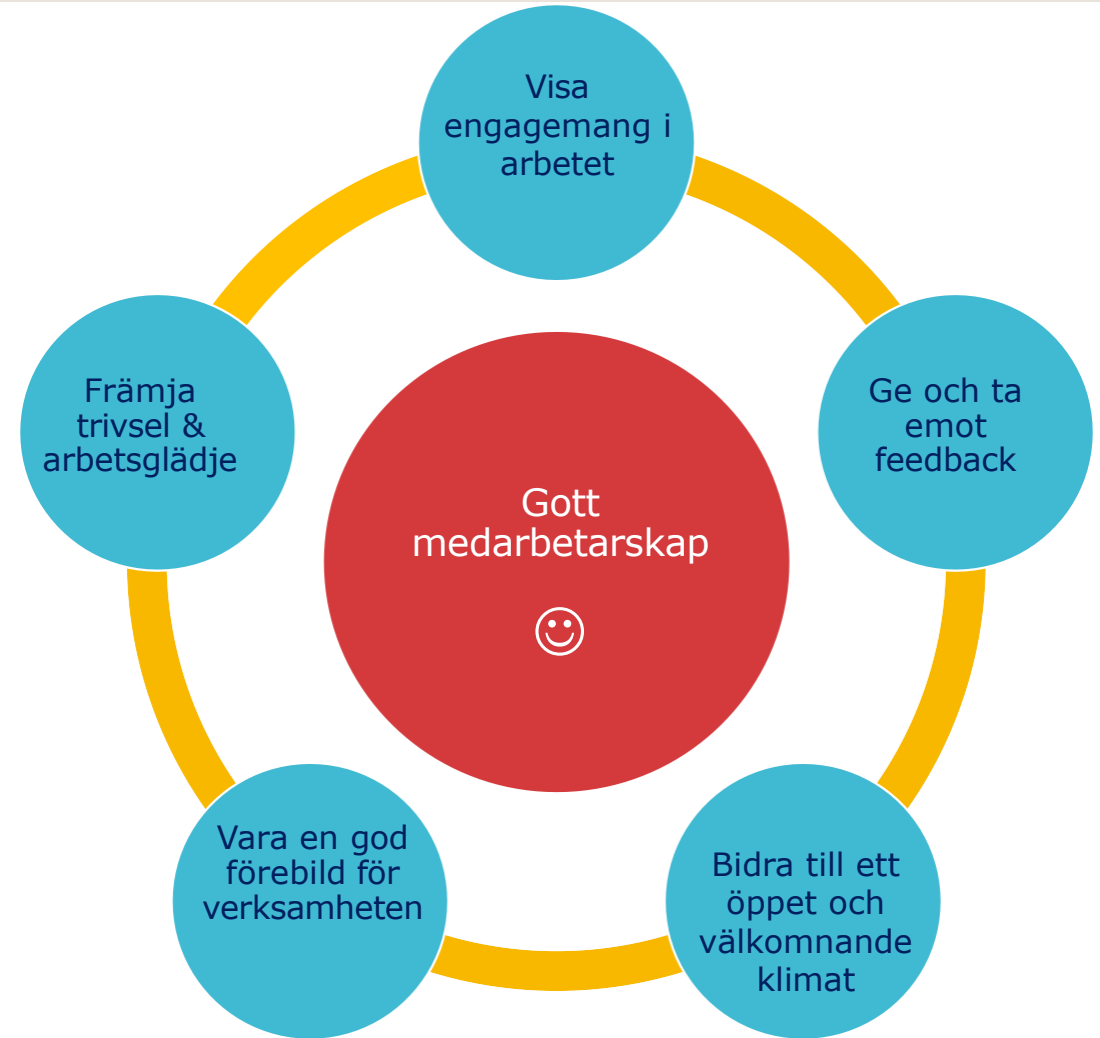 Visa
engagemang i
arbetet
Ge och ta
emot
feedback
Bidra till ett
öppet och
välkomnande
klimat
Vara en god
förebild för
verksamheten
Främja
trivsel &
arbetsglädje
Gott
medarbetarskap
☺